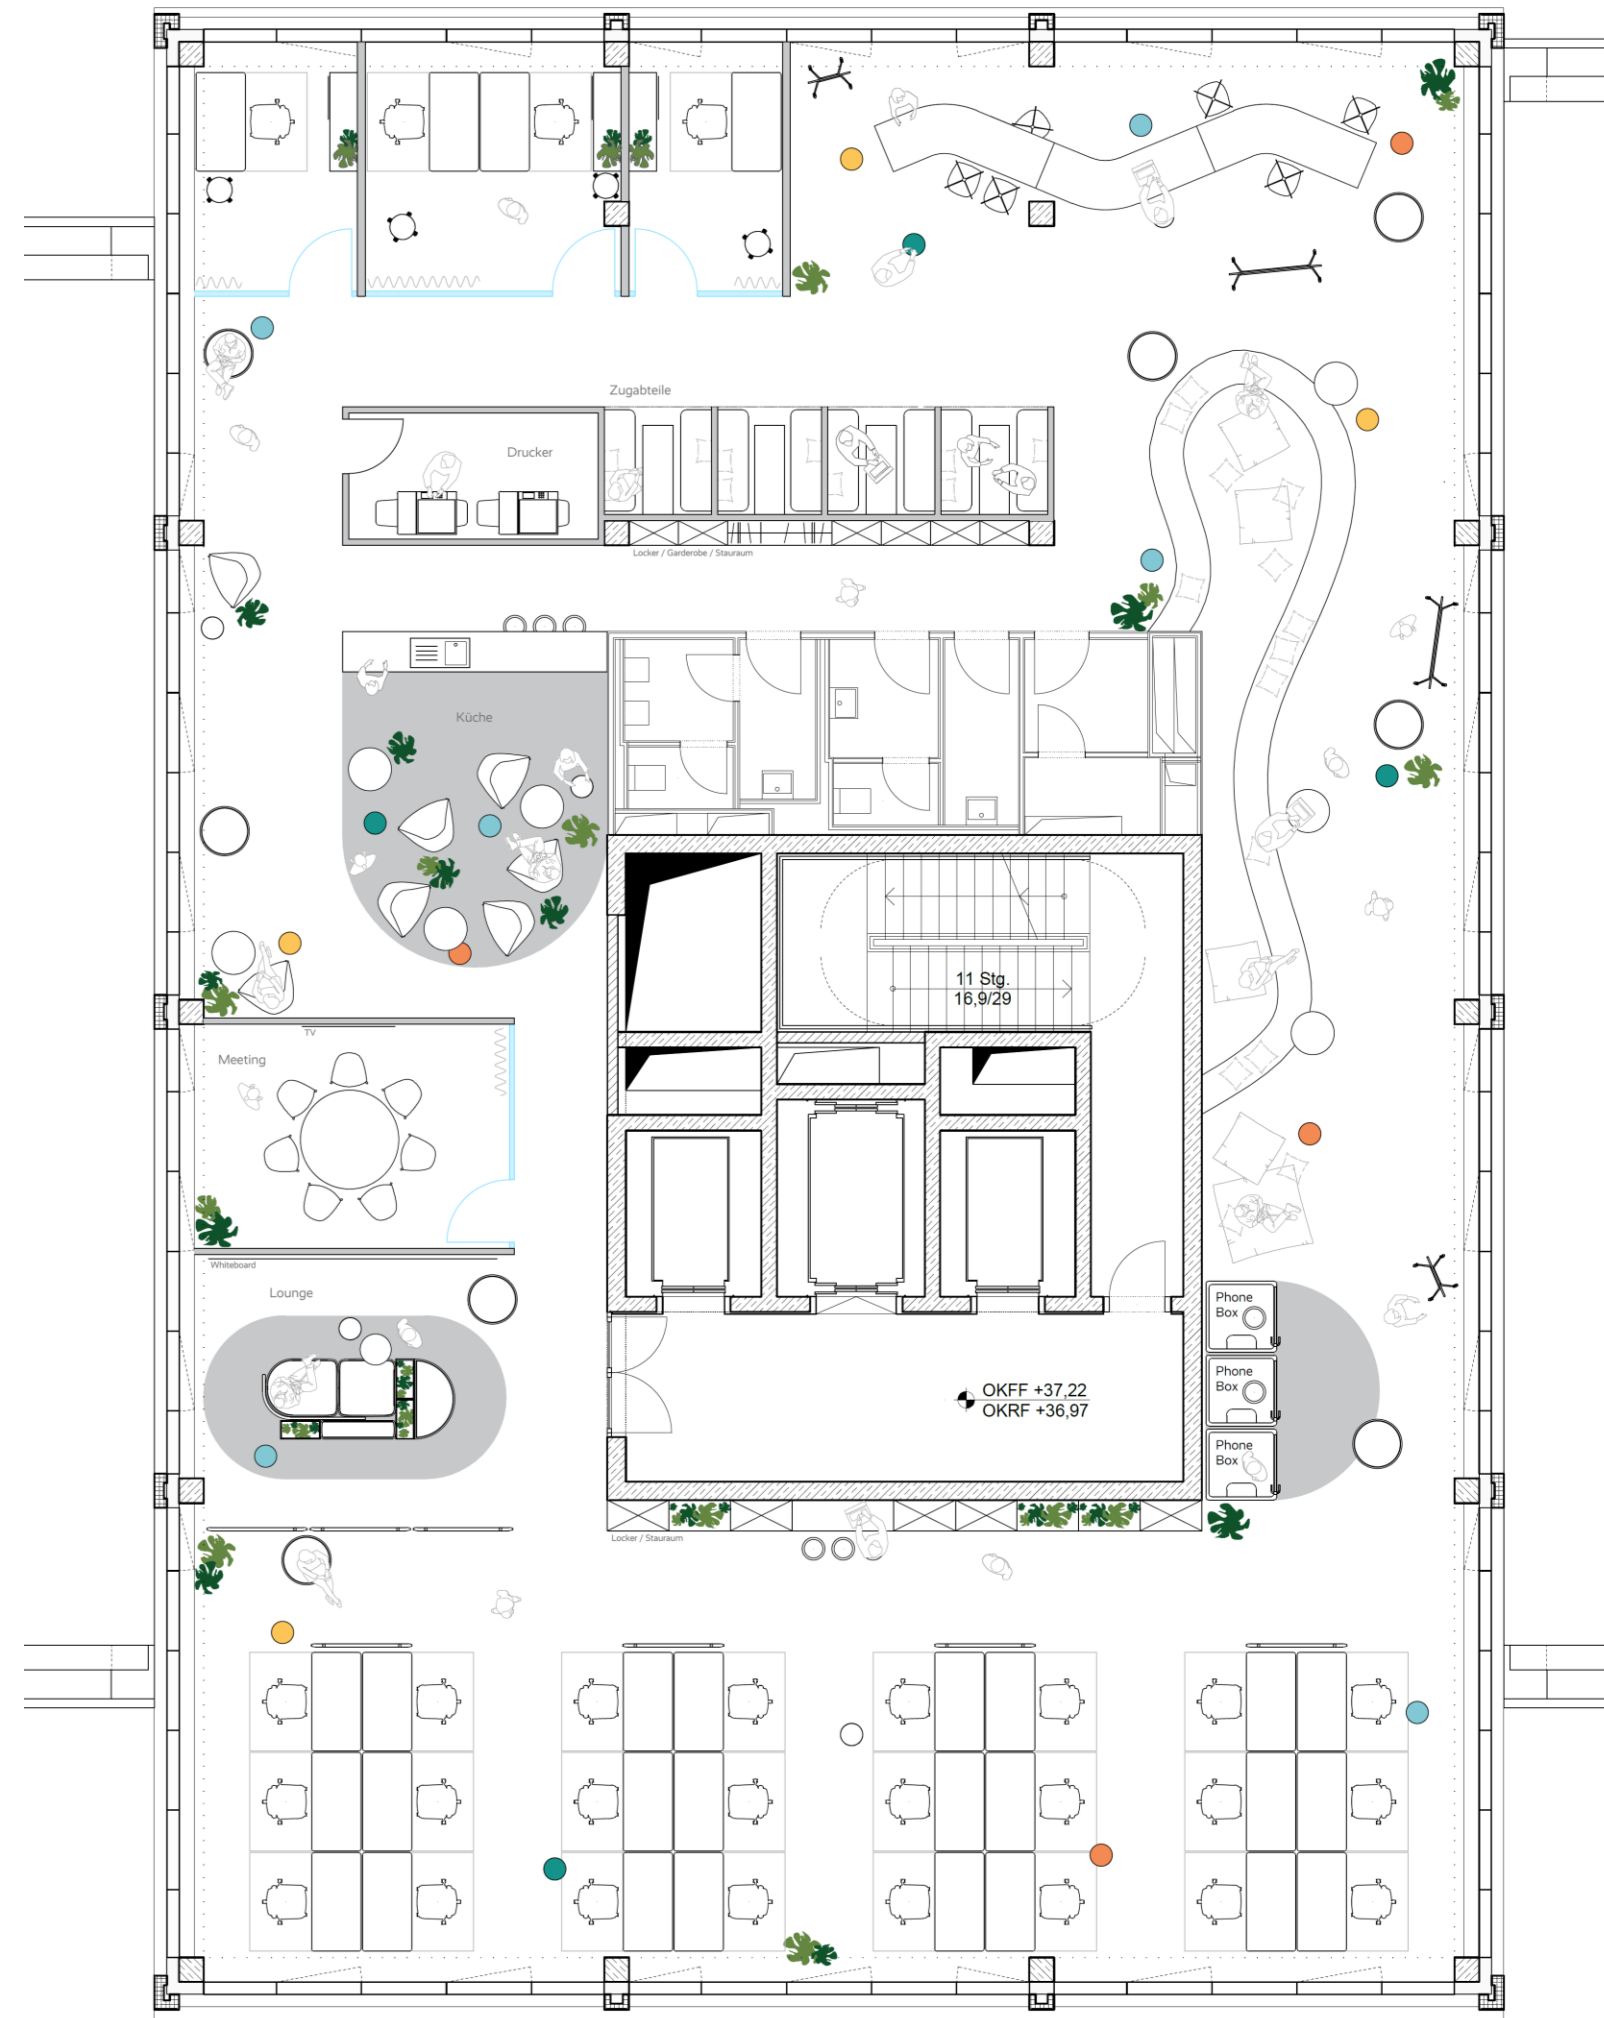 Zugabteile
Drucker
Locker / Garderobe / Stauraum
Küche
11 Stg.
16,9/29
TV
Meeting
Whiteboard
Lounge
Phone
Box
Phone
Box
Phone
Box
OKFF +37,22
OKRF +36,97
Locker / Stauraum